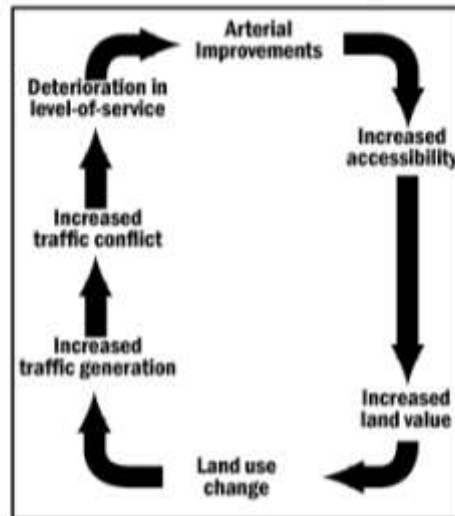 Arterial
Improvements
Increased
accessibility
Increased
land value
Land use
change
Increased
traffic generation
Increased
traffic conflict
Deterioration in
level-of-service